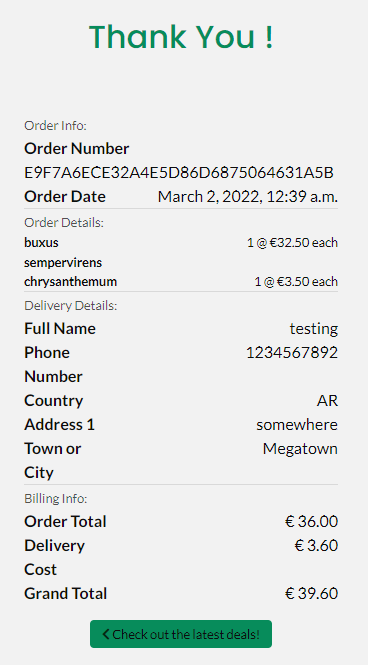 Thank You !
Order Info:
Order Number
E9F7A6ECE32A4E5D86D6875064631A5B
Order Date March 2, 2022, 12:39 a.m.
Order Details:
buxus 1 @ €32.50 each
sempervirens
chrysanthemum 1 @ €3.50 each
Delivery Details:
Full Name testing
Phone 1234567892
Number
Country AR
Address 1 somewhere
Town or Megatown
City
Billing Info:
Order Total € 36.00
Delivery € 3.60
Cost
Grand Total € 39.60
Check out the latest deals!